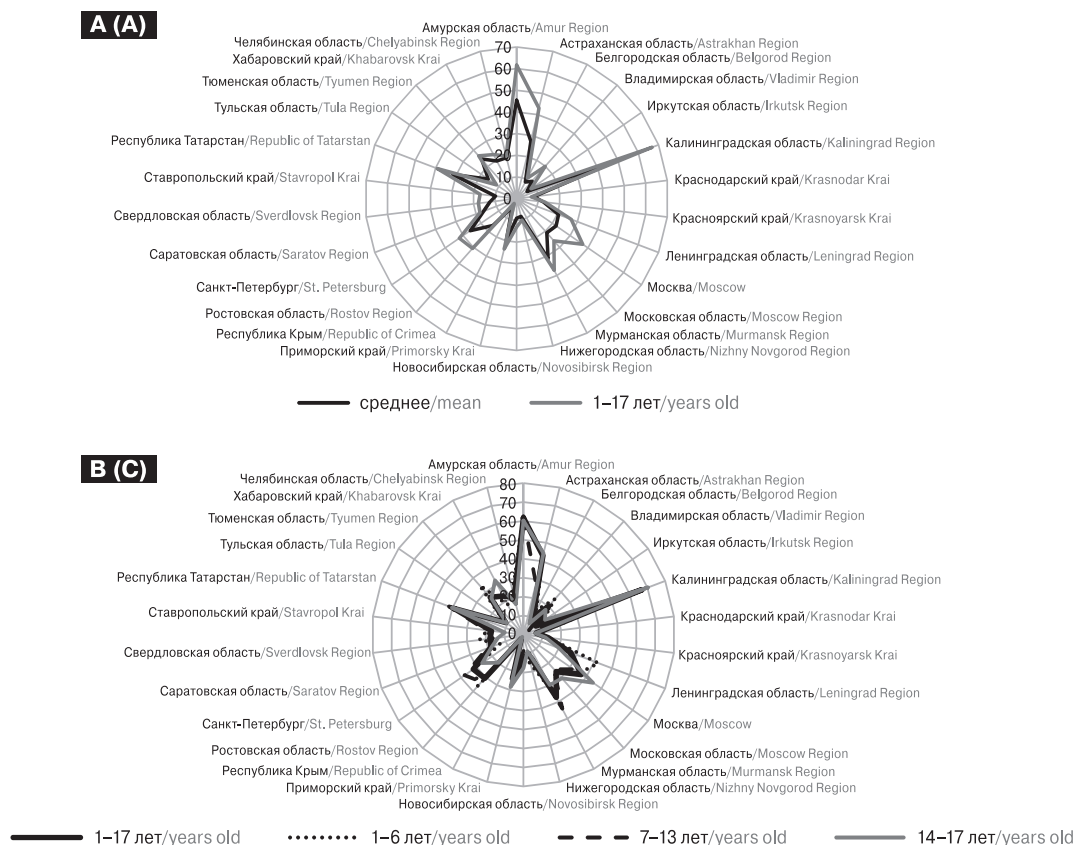 A (A)
Амурская область/Amur Region
Астраханская область/Astrakhan Region
Белгородская область/Belgorod Region
Владимирская область/Vladimir Region
Иркутская область/Irkutsk Region
Калининградская область/Kaliningrad Region
Краснодарский край/Krasnodar Krai
Красноярский край/Krasnoyarsk Krai
Ленинградская область/Leningrad Region
Москва/Moscow
Московская область/Moscow Region
Мурманская область/Murmansk Region
Нижегородская область/Nizhny Novgorod Region
Новосибирская область/Novosibirsk Region
Приморский край/Primorsky Krai
Республика Крым/Republic of Crimea
Ростовская область/Rostov Region
Санкт-Петербург/St. Petersburg
Саратовская область/Saratov Region
Свердловская область/Sverdlovsk Region
Ставропольский край/Stavropol Krai
Республика Татарстан/Republic of Tatarstan
Тульская область/Tula Region
Тюменская область/Tyumen Region
Хабаровский край/Khabarovsk Krai
Челябинская область/Chelyabinsk Region
70
60
50
40
30
20
10
0
среднее/mean
1–17 лет/years old
B (C)
Амурская область/Amur Region
Астраханская область/Astrakhan Region
Белгородская область/Belgorod Region
Владимирская область/Vladimir Region
Иркутская область/Irkutsk Region
Калининградская область/Kaliningrad Region
Краснодарский край/Krasnodar Krai
Красноярский край/Krasnoyarsk Krai
Ленинградская область/Leningrad Region
Москва/Moscow
Московская область/Moscow Region
Мурманская область/Murmansk Region
Нижегородская область/Nizhny Novgorod Region
Новосибирская область/Novosibirsk Region
Приморский край/Primorsky Krai
Республика Крым/Republic of Crimea
Ростовская область/Rostov Region
Санкт-Петербург/St. Petersburg
Саратовская область/Saratov Region
Свердловская область/Sverdlovsk Region
Ставропольский край/Stavropol Krai
Республика Татарстан/Republic of Tatarstan
Тульская область/Tula Region
Тюменская область/Tyumen Region
Хабаровский край/Khabarovsk Krai
Челябинская область/Chelyabinsk Region
80
70
60
50
40
30
20
10
0
1–17 лет/years old
1–6 лет/years old
7–13 лет/years old
14–17 лет/years old